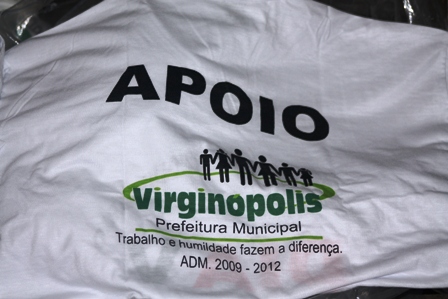 APOIO
Virginopolis
Prefeitura Municipal
Trabalho e humildade fazem a diferença.
ADM. 2009 - 2012